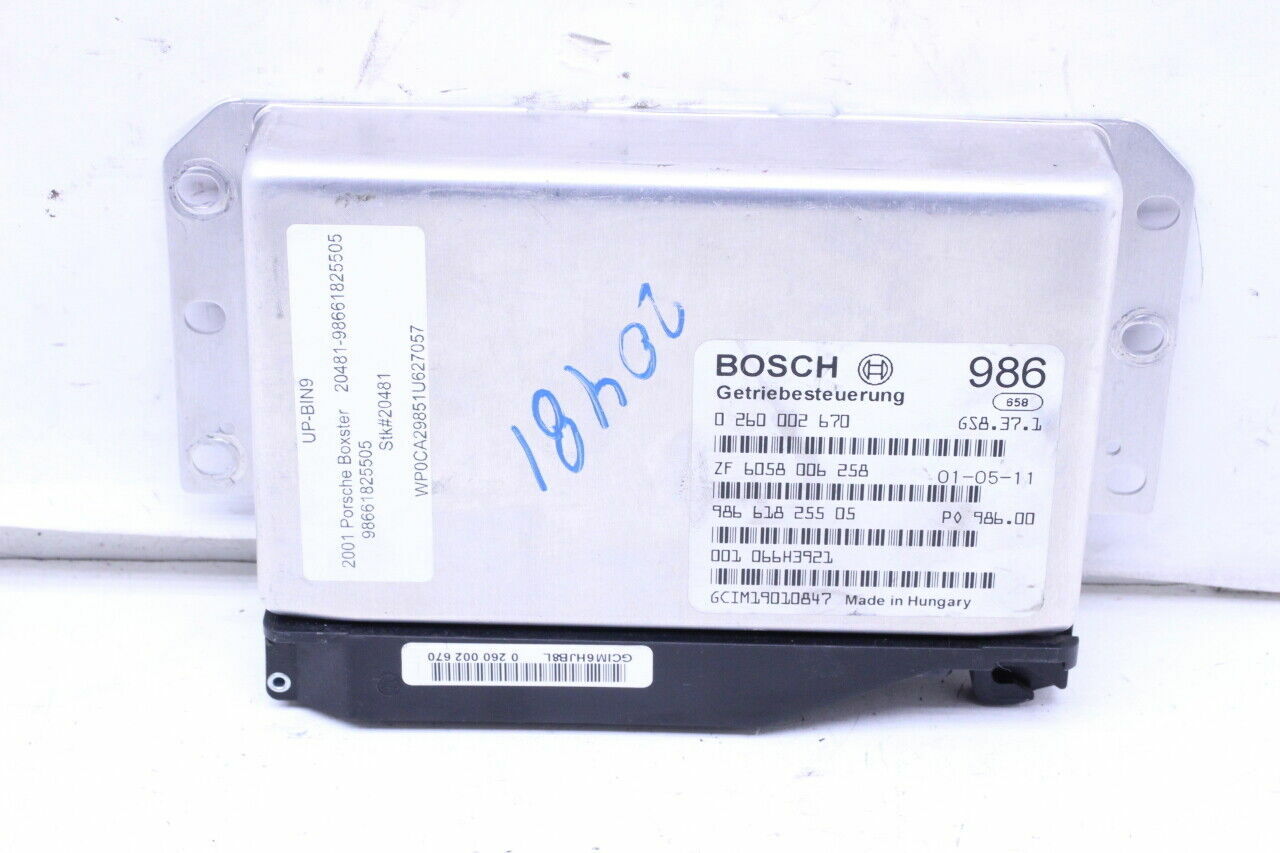 UP-BIN9
2001 Porsche Boxster 20481-98661825505
98661825505
Stk#20481
WP0CA29851U627057
20481
BOSCH 986
Getriebesteuerung 658
0 260 002 670 GS8.37.1
ZF 6058 006 258 01-05-11
986 618 255 05 P◊ 986.00
001 066H3921
GCIM19010847 Made in Hungary
GCIM6HJB8L
0 260 002 670